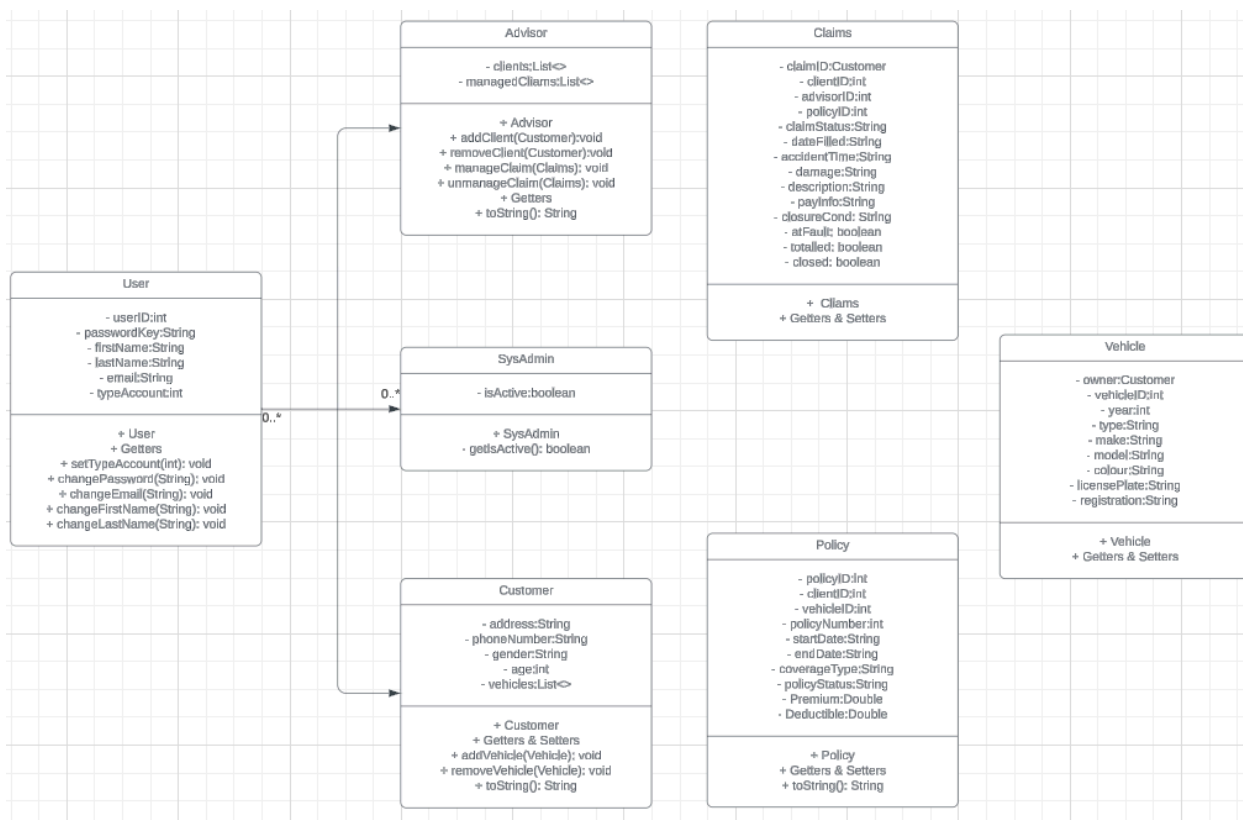 Advisor
- clients:List<>
- managedCliams:List<>
+ Advisor
+ addClient(Customer):void
+ removeClient(Customer):void
+ manageClaim(Claims): void
+ unmanageClaim(Claims): void
+ Getters
+ toString(): String
Claims
- claimID:Customer
- clientID:int
- advisorID:int
- policyID:int
- claimStatus:String
- dateFilled:String
- accidentTime:String
- damage:String
- description:String
- payInfo:String
- closureCond: String
- atFault: boolean
- totalled: boolean
- closed: boolean
+ Cliams
+ Getters & Setters
User
- userID:int
- passwordKey:String
- firstName:String
- lastName:String
- email:String
- typeAccount:int
+ User
+ Getters
+ setTypeAccount(int): void
+ changePassword(String): void
+ changeEmail(String): void
+ changeFirstName(String): void
+ changeLastName(String): void
0..*
0..*
SysAdmin
- isActive:boolean
+ SysAdmin
- getIsActive(): boolean
Vehicle
- owner:Customer
- vehicleID:int
- year:int
- type:String
- make:String
- model:String
- colour:String
- licensePlate:String
- registration:String
+ Vehicle
+ Getters & Setters
Customer
- address:String
- phoneNumber:String
- gender:String
- age:int
- vehicles:List<>
+ Customer
+ Getters & Setters
+ addVehicle(Vehicle): void
+ removeVehicle(Vehicle): void
+ toString(): String
Policy
- policyID:int
- clientID:int
- vehicleID:int
- policyNumber:int
- startDate:String
- endDate:String
- coverageType:String
- policyStatus:String
- Premium:Double
- Deductible:Double
+ Policy
+ Getters & Setters
+ toString(): String